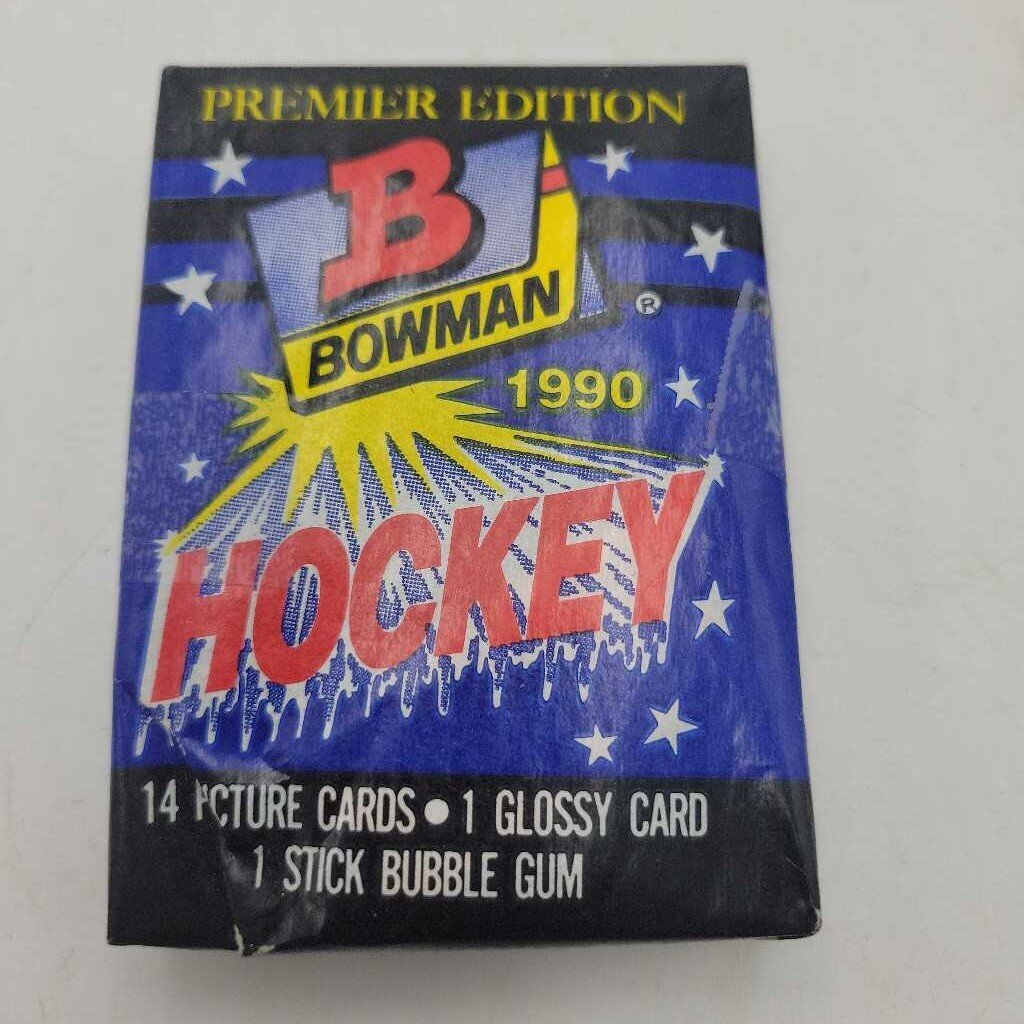 PREMIER EDITION
B
BOWMAN
®
1990
HOCKEY
14 PICTURE CARDS • 1 GLOSSY CARD
1 STICK BUBBLE GUM